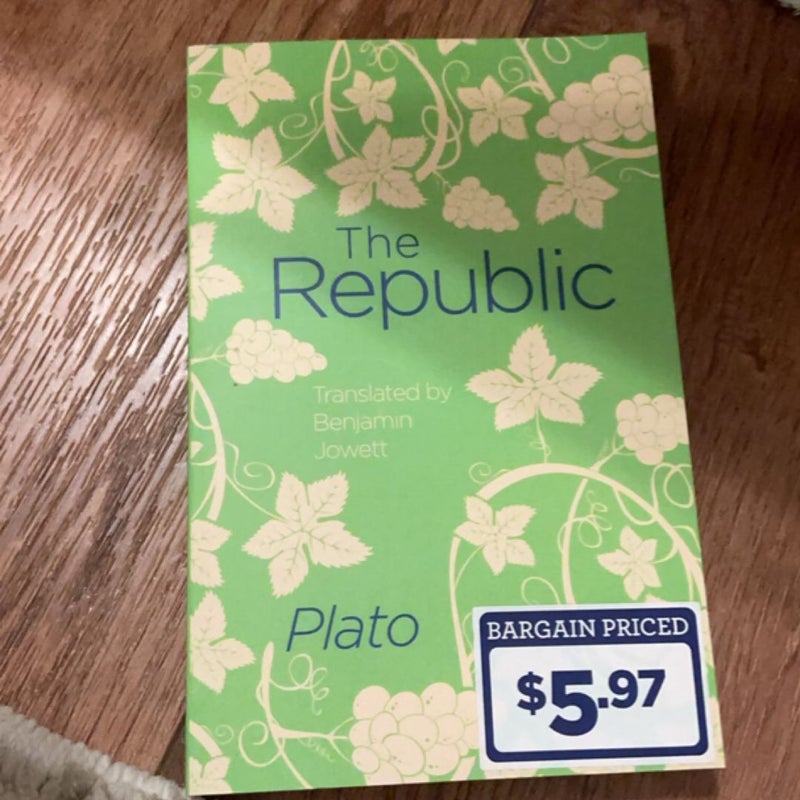 The
Republic
Translated by
Benjamin
Jowett
Plato
BARGAIN PRICED
$5.97